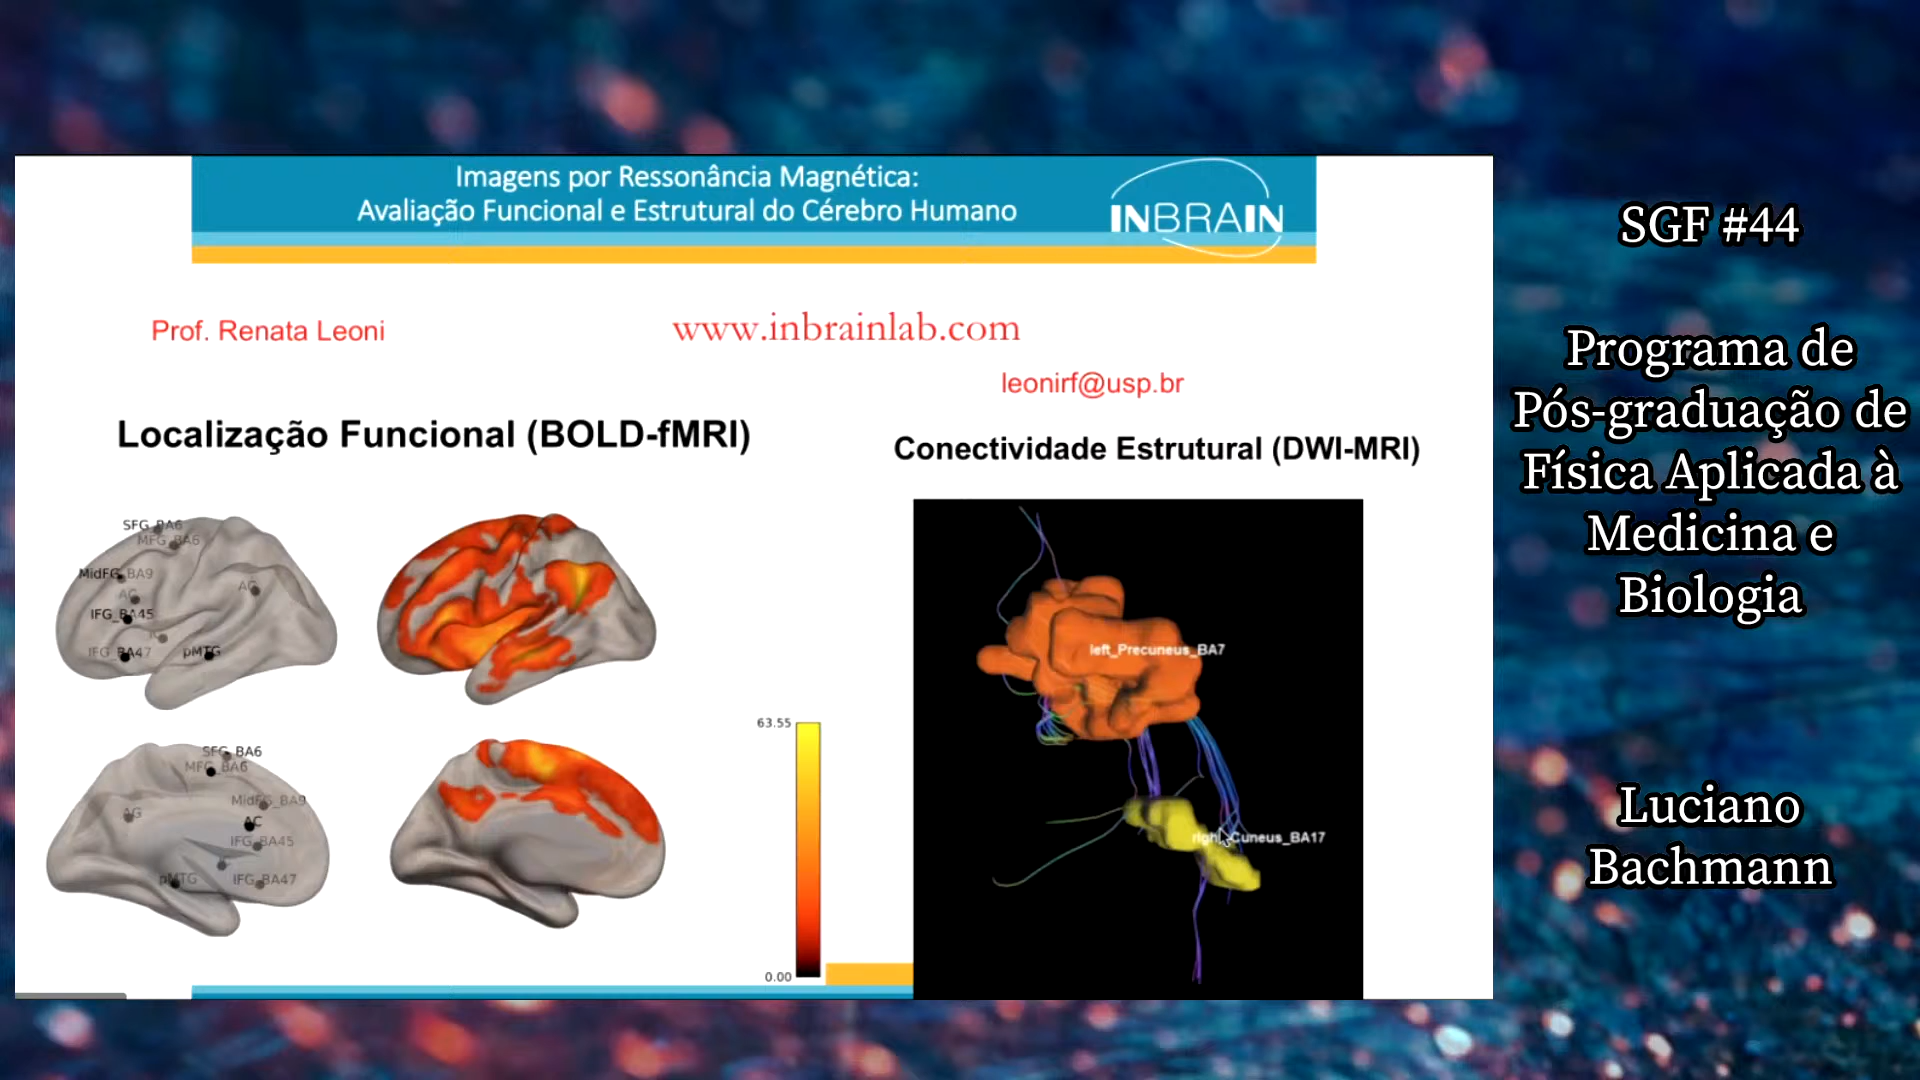 Imagens por Ressonância Magnética:
Avaliação Funcional e Estrutural do Cérebro Humano
INBRAIN
Prof. Renata Leoni
www.inbrainlab.com
leonirf@usp.br
Localização Funcional (BOLD-fMRI)
Conectividade Estrutural (DWI-MRI)
SFG_BA6
MFG_BA6
MidFG_BA9
AC
AG
IFG_BA45
IFG_BA47
pMTG
SFG_BA6
MFG_BA6
MidFG_BA9
AG
AC
IFG_BA45
pMTG
IFG_BA47
63.55
0.00
left_Precuneus_BA7
right_Cuneus_BA17
SGF #44
Programa de
Pós-graduação de
Física Aplicada à
Medicina e
Biologia
Luciano
Bachmann